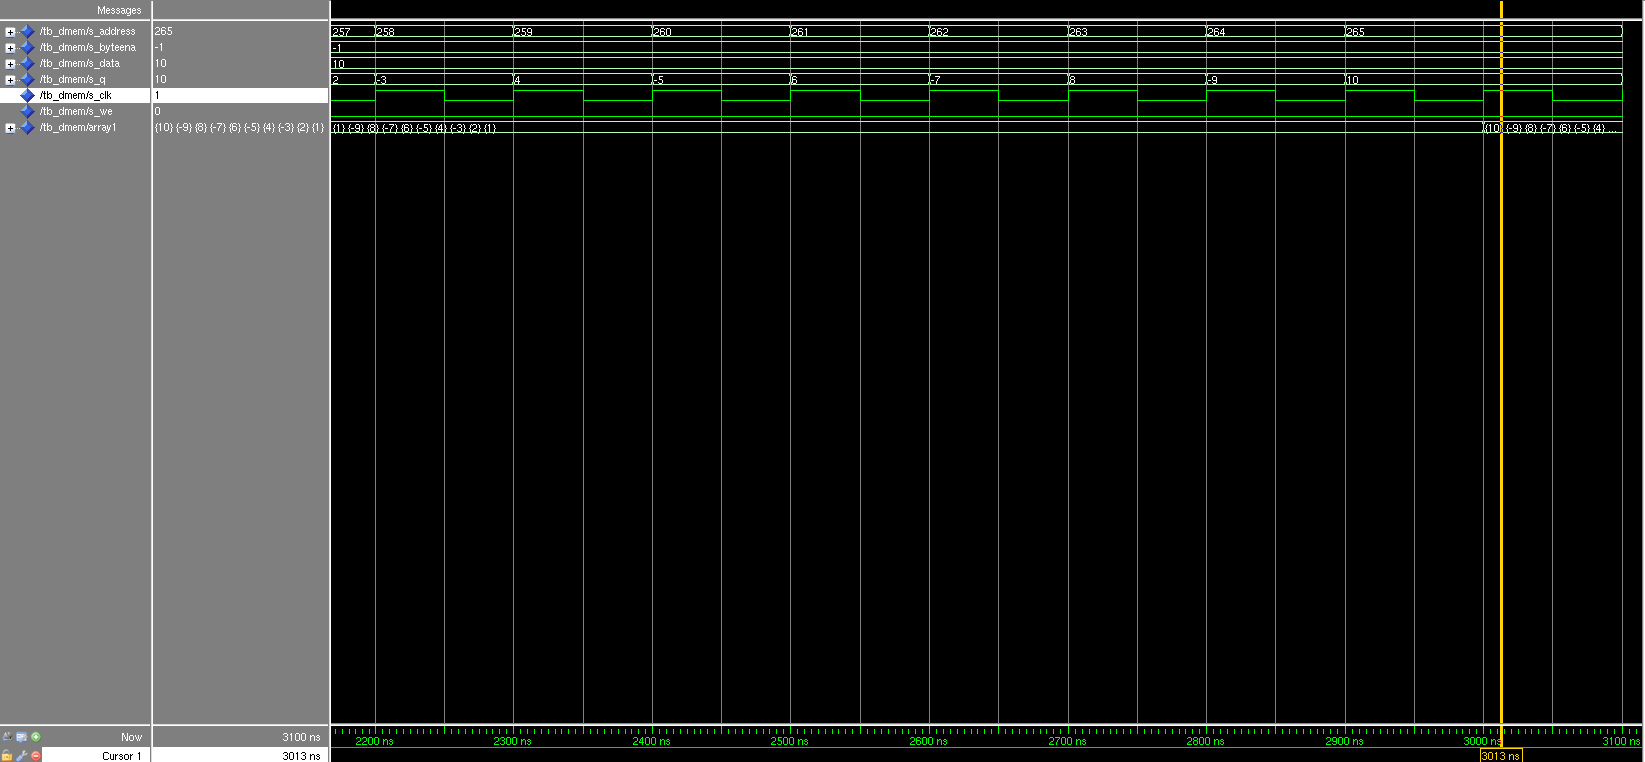 Messages
/tb_dmem/s_address 265 257 258 259 260 261 262 263 264 265
/tb_dmem/s_byteena -1 -1
/tb_dmem/s_data 10 10
/tb_dmem/s_q 10 2 -3 4 -5 6 -7 8 -9 10
/tb_dmem/s_clk 1
/tb_dmem/s_we 0
/tb_dmem/array1 {10} {-9} {8} {-7} {6} {-5} {4} {-3} {2} {1} {1} {-9} {8} {-7} {6} {-5} {4} {-3} {2} {1} {10} {-9} {8} {-7} {6} {-5} {4} ...
Now 3100 ns 2200 ns 2300 ns 2400 ns 2500 ns 2600 ns 2700 ns 2800 ns 2900 ns 3000 ns 3100 ns
Cursor 1 3013 ns 3013 ns